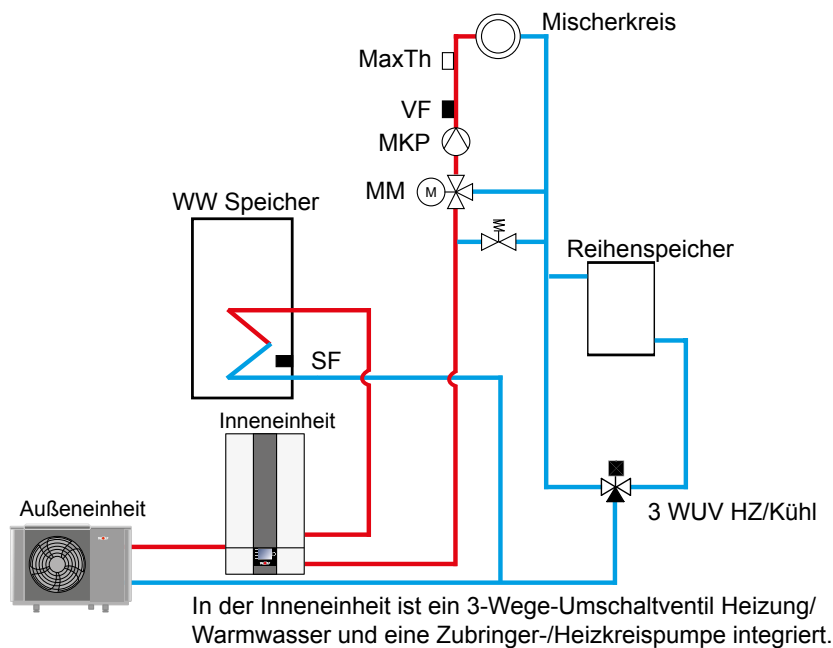 Mischerkreis
MaxTh
VF
MKP
MM
M
WW Speicher
Reihenspeicher
SF
Inneneinheit
Außeneinheit
3 WUV HZ/Kühl
In der Inneneinheit ist ein 3-Wege-Umschaltventil Heizung/
Warmwasser und eine Zubringer-/Heizkreispumpe integriert.